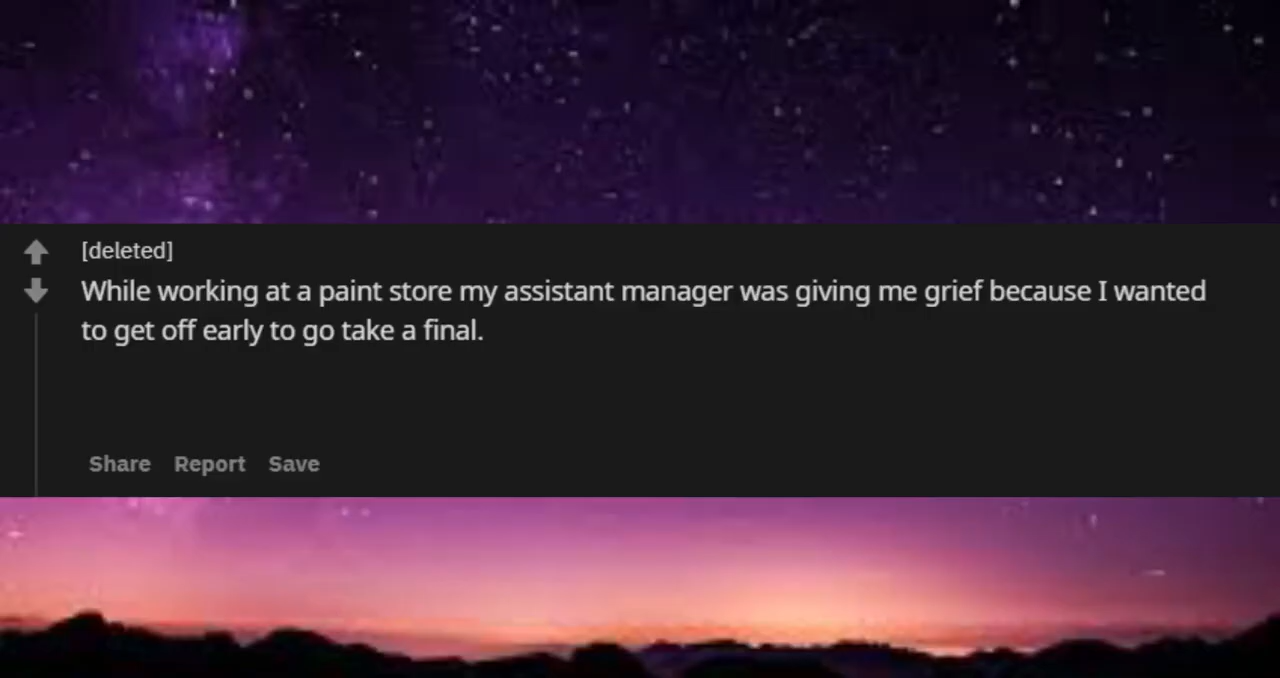 [deleted]
While working at a paint store my assistant manager was giving me grief because I wanted
to get off early to go take a final.
Share Report Save